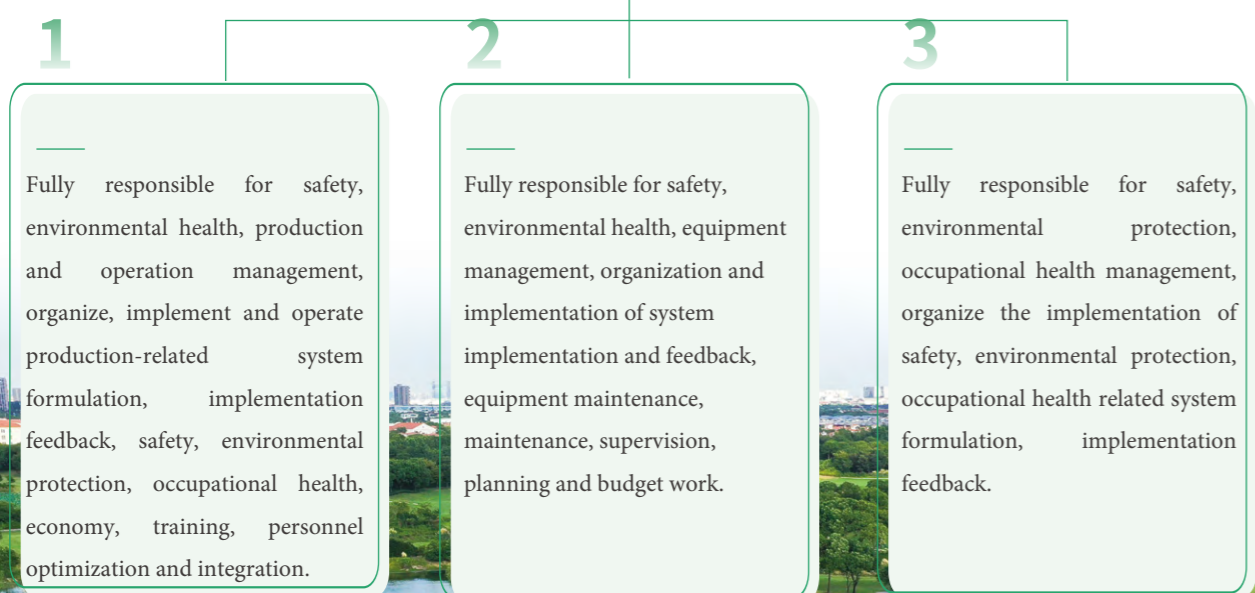 1
Fully responsible for safety,
environmental health, production
and operation management,
organize, implement and operate
production-related system
formulation, implementation
feedback, safety, environmental
protection, occupational health,
economy, training, personnel
optimization and integration.
2
Fully responsible for safety,
environmental health, equipment
management, organization and
implementation of system
implementation and feedback,
equipment maintenance,
maintenance, supervision,
planning and budget work.
3
Fully responsible for safety,
environmental protection,
occupational health management,
organize the implementation of
safety, environmental protection,
occupational health related system
formulation, implementation
feedback.